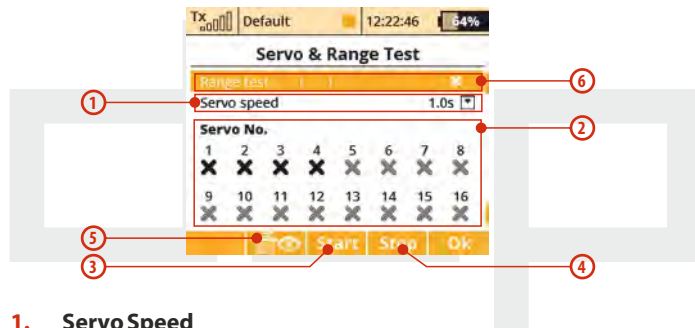 Tx Default 12:22:46 64%
Servo & Range Test
Range test
6
1
Servo speed 1.0s
2
Servo No.
1 2 3 4 5 6 7 8
9 10 11 12 13 14 15 16
5
Start Stop Ok
3
4
1. Servo Speed